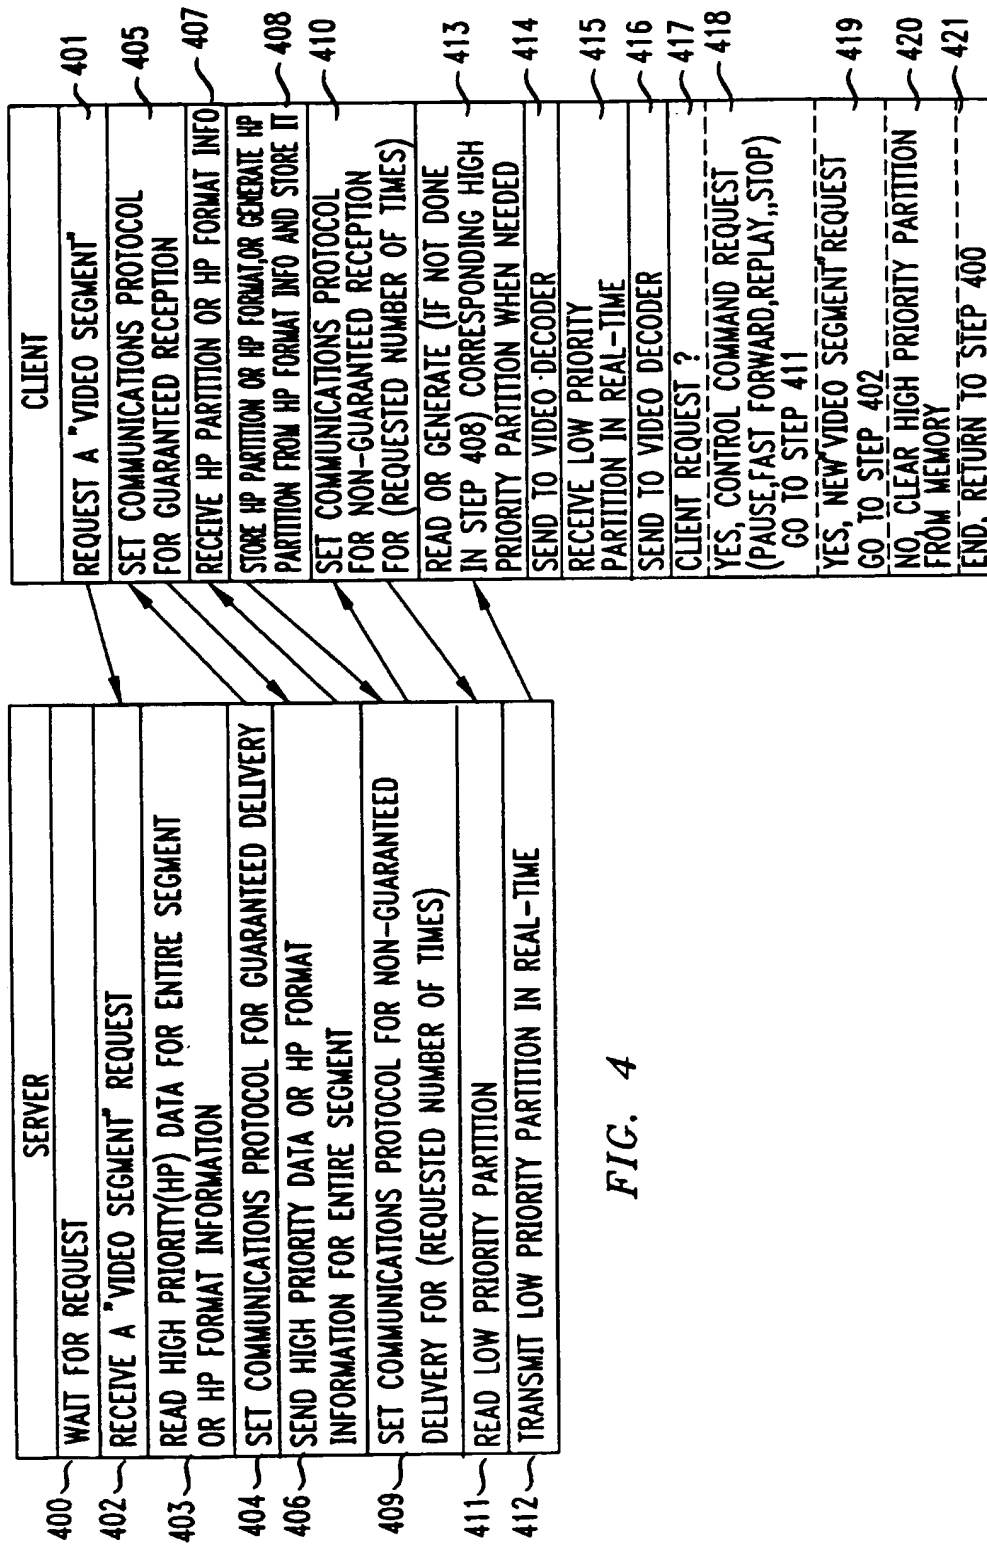 SERVER
400 WAIT FOR REQUEST
402 RECEIVE A "VIDEO SEGMENT" REQUEST
403 READ HIGH PRIORITY(HP) DATA FOR ENTIRE SEGMENT
OR HP FORMAT INFORMATION
404 SET COMMUNICATIONS PROTOCOL FOR GUARANTEED DELIVERY
406 SEND HIGH PRIORITY DATA OR HP FORMAT
INFORMATION FOR ENTIRE SEGMENT
409 SET COMMUNICATIONS PROTOCOL FOR NON-GUARANTEED
DELIVERY FOR (REQUESTED NUMBER OF TIMES)
411 READ LOW PRIORITY PARTITION
412 TRANSMIT LOW PRIORITY PARTITION IN REAL-TIME
CLIENT
REQUEST A "VIDEO SEGMENT" 401
SET COMMUNICATIONS PROTOCOL
FOR GUARANTEED RECEPTION 405
RECEIVE HP PARTITION OR HP FORMAT INFO 407
STORE HP PARTITION OR HP FORMAT,OR GENERATE HP
PARTITION FROM HP FORMAT INFO AND STORE IT 408
SET COMMUNICATIONS PROTOCOL 410
FOR NON-GUARANTED RECEPTION
FOR (REQUESTED NUMBER OF TIMES)
READ OR GENERATE (IF NOT DONE
IN STEP 408) CORRESPONDING HIGH 413
PRIORITY PARTITION WHEN NEEDED
SEND TO VIDEO DECODER 414
RECEIVE LOW PRIORITY
PARTITION IN REAL-TIME 415
SEND TO VIDEO DECODER 416
CLIENT REQUEST ? 417
YES, CONTROL COMMAND REQUEST 418
(PAUSE,FAST FORWARD,REPLAY,,STOP)
GO TO STEP 411
YES, NEW"VIDEO SEGMENT"REQUEST
GO TO STEP 402 419
NO, CLEAR HIGH PRIORITY PARTITION
FROM MEMORY 420
END, RETURN TO STEP 400 421
FIG. 4